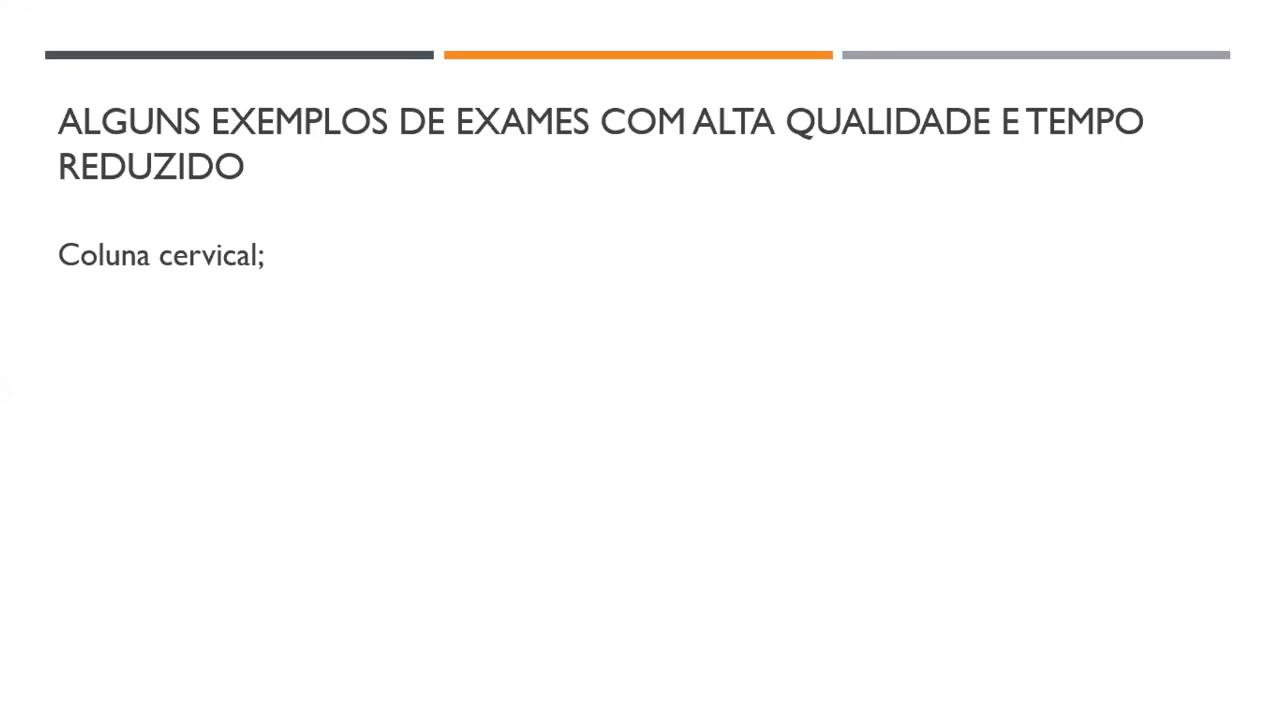 ALGUNS EXEMPLOS DE EXAMES COM ALTA QUALIDADE E TEMPO
REDUZIDO
Coluna cervical;